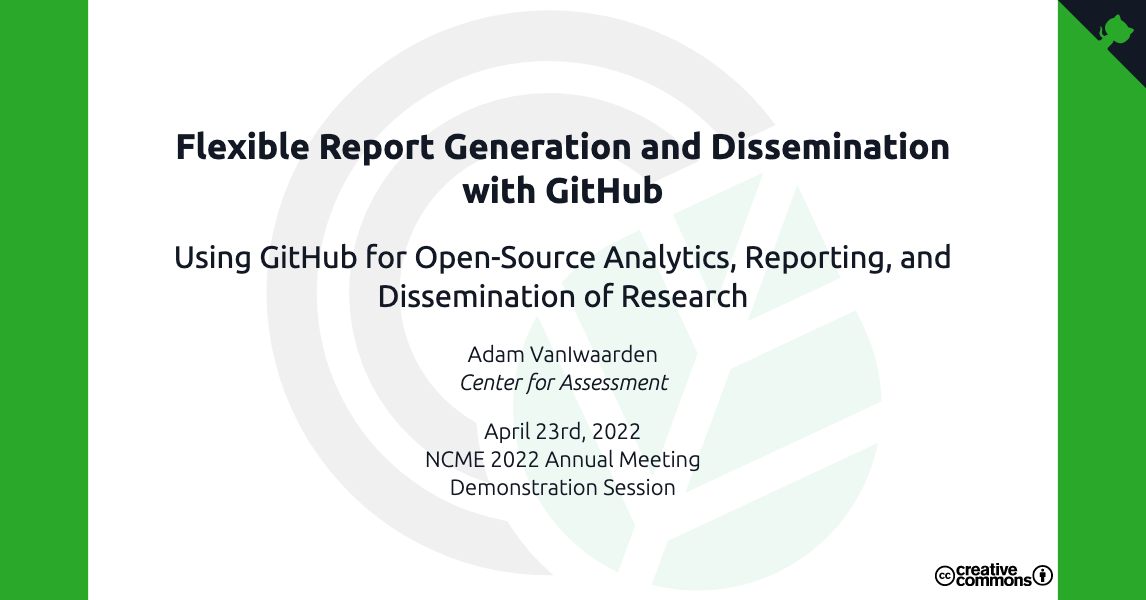 Flexible Report Generation and Dissemination
with GitHub
Using GitHub for Open-Source Analytics, Reporting, and
Dissemination of Research
Adam VanIwaarden
Center for Assessment
April 23rd, 2022
NCME 2022 Annual Meeting
Demonstration Session
cc creative
commons